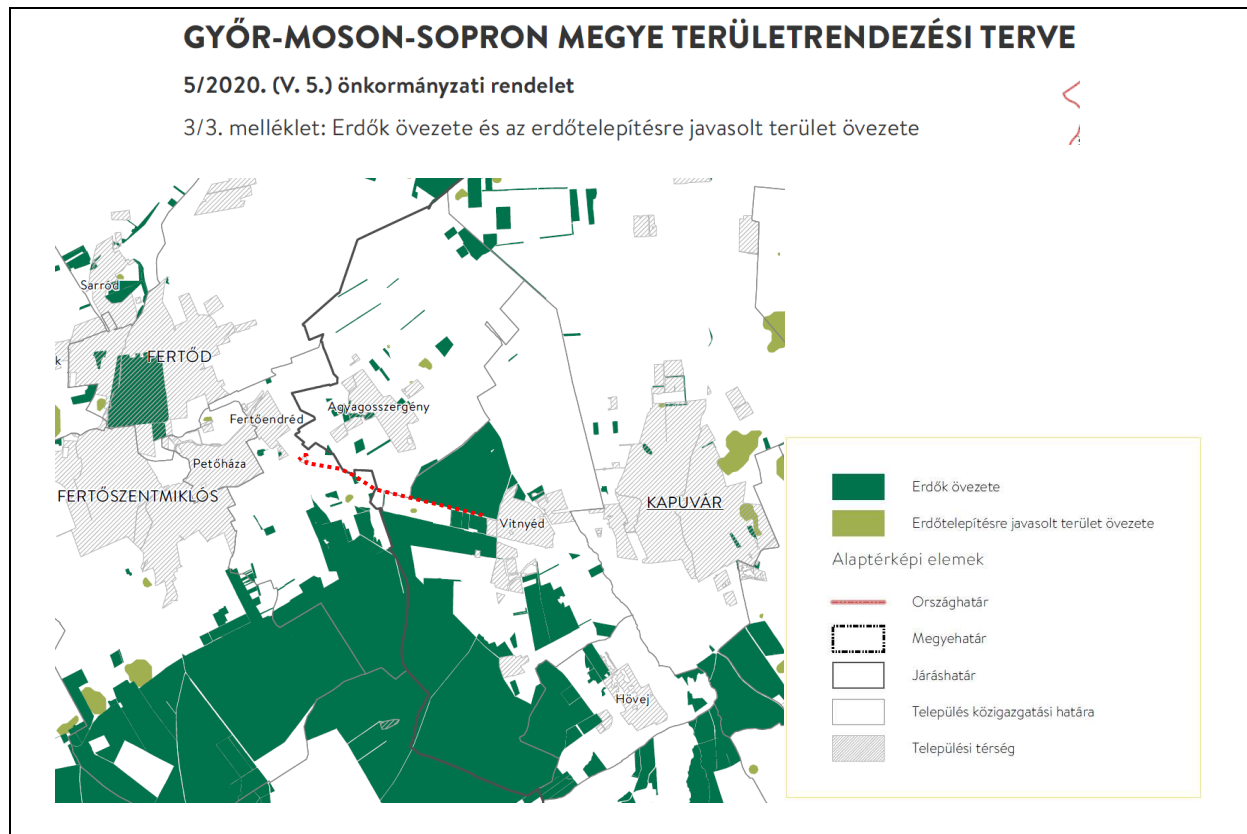 GYŐR-MOSON-SOPRON MEGYE TERÜLETRENDEZÉSI TERVE
5/2020. (V. 5.) önkormányzati rendelet
3/3. melléklet: Erdők övezete és az erdőtelepítésre javasolt terület övezete
Sarród
FERTŐD
k
Fertőendréd
Agyagosszergény
Petőháza
FERTŐSZENTMIKLÓS
Vitnyéd
KAPUVÁR
Hövej
Erdők övezete
Erdőtelepítésre javasolt terület övezete
Alaptérképi elemek
Országhatár
Megyehatár
Járáshatár
Település közigazgatási határa
Települési térség